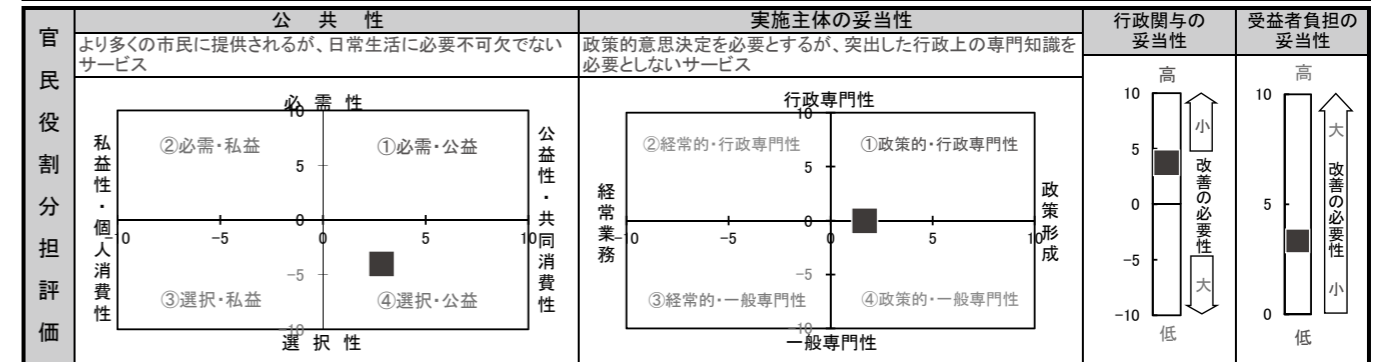 官民役割分担評価
公 共 性
より多くの市民に提供されるが、日常生活に必要不可欠でない
サービス
必 需 性
私益性・個人消費性
公益性・共同消費性
②必需・私益
①必需・公益
③選択・私益
④選択・公益
10
5
0
-5
-10
-10
-5
0
5
10
選 択 性
実施主体の妥当性
政策的意思決定を必要とするが、突出した行政上の専門知識を
必要としないサービス
行政専門性
経常業務
政策形成
②経常的・行政専門性
①政策的・行政専門性
③経常的・一般専門性
④政策的・一般専門性
10
5
0
-5
-10
-10
-5
0
5
10
一般専門性
行政関与の
妥当性
高
10
5
0
-5
-10
小
改善の必要性
大
低
受益者負担の
妥当性
高
10
5
0
大
改善の必要性
小
低